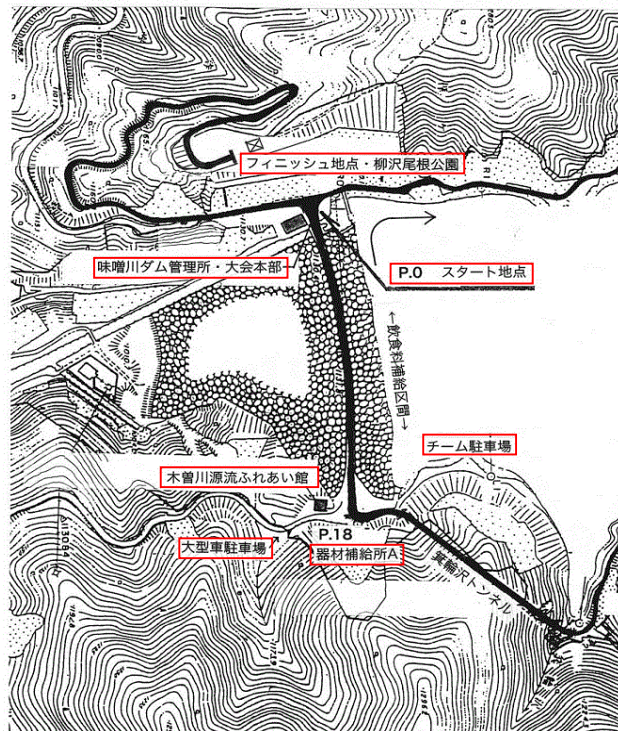 フィニッシュ地点・柳沢尾根公園
味噌川ダム管理所・大会本部
P.0 スタート地点
←飲食料補給区間→
チーム駐車場
木曽川源流ふれあい館
P.18
大型車駐車場
器材補給所A
箕輪沢トンネル